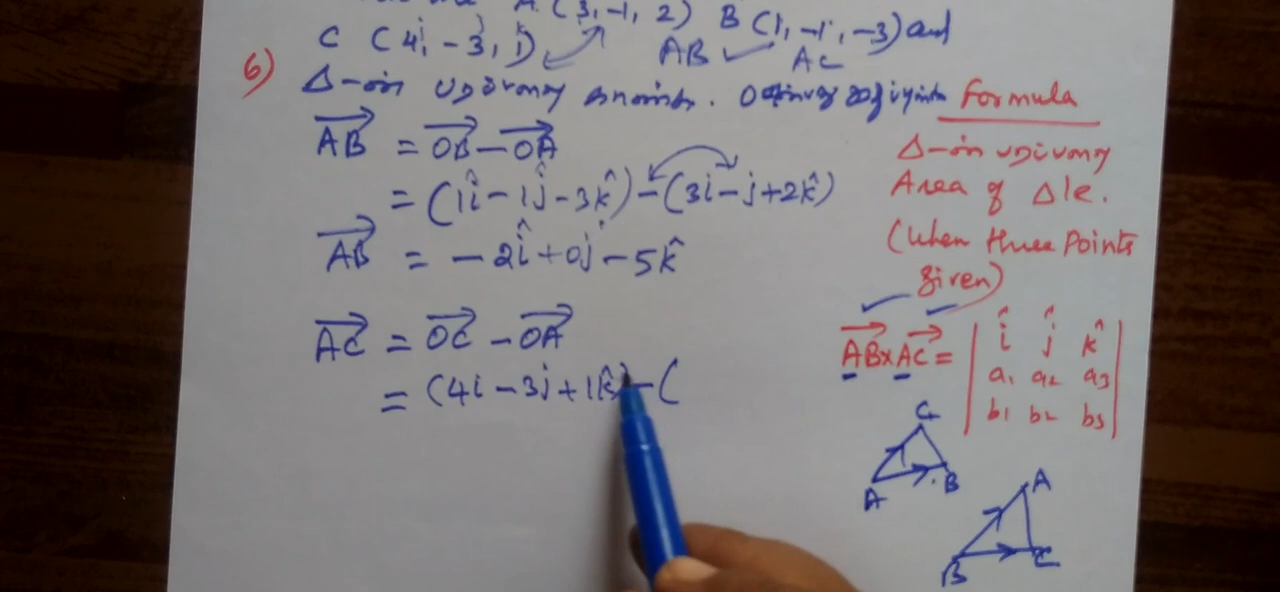 A (3, -1, 2) B (1, -1, -3) and
C (4, -3, 1) AB AC
6)
AB = OB - OA
= (1i - 1j - 3k) - (3i - j + 2k)
AB = - 2i + 0j - 5k
AC = OC - OA
= (4i - 3j + 1k) - (
Formula
Area of Δle.
(when three points
given)
AB x AC = | i j k |
a1 a2 a3
b1 b2 b3
C
A B
A
B C